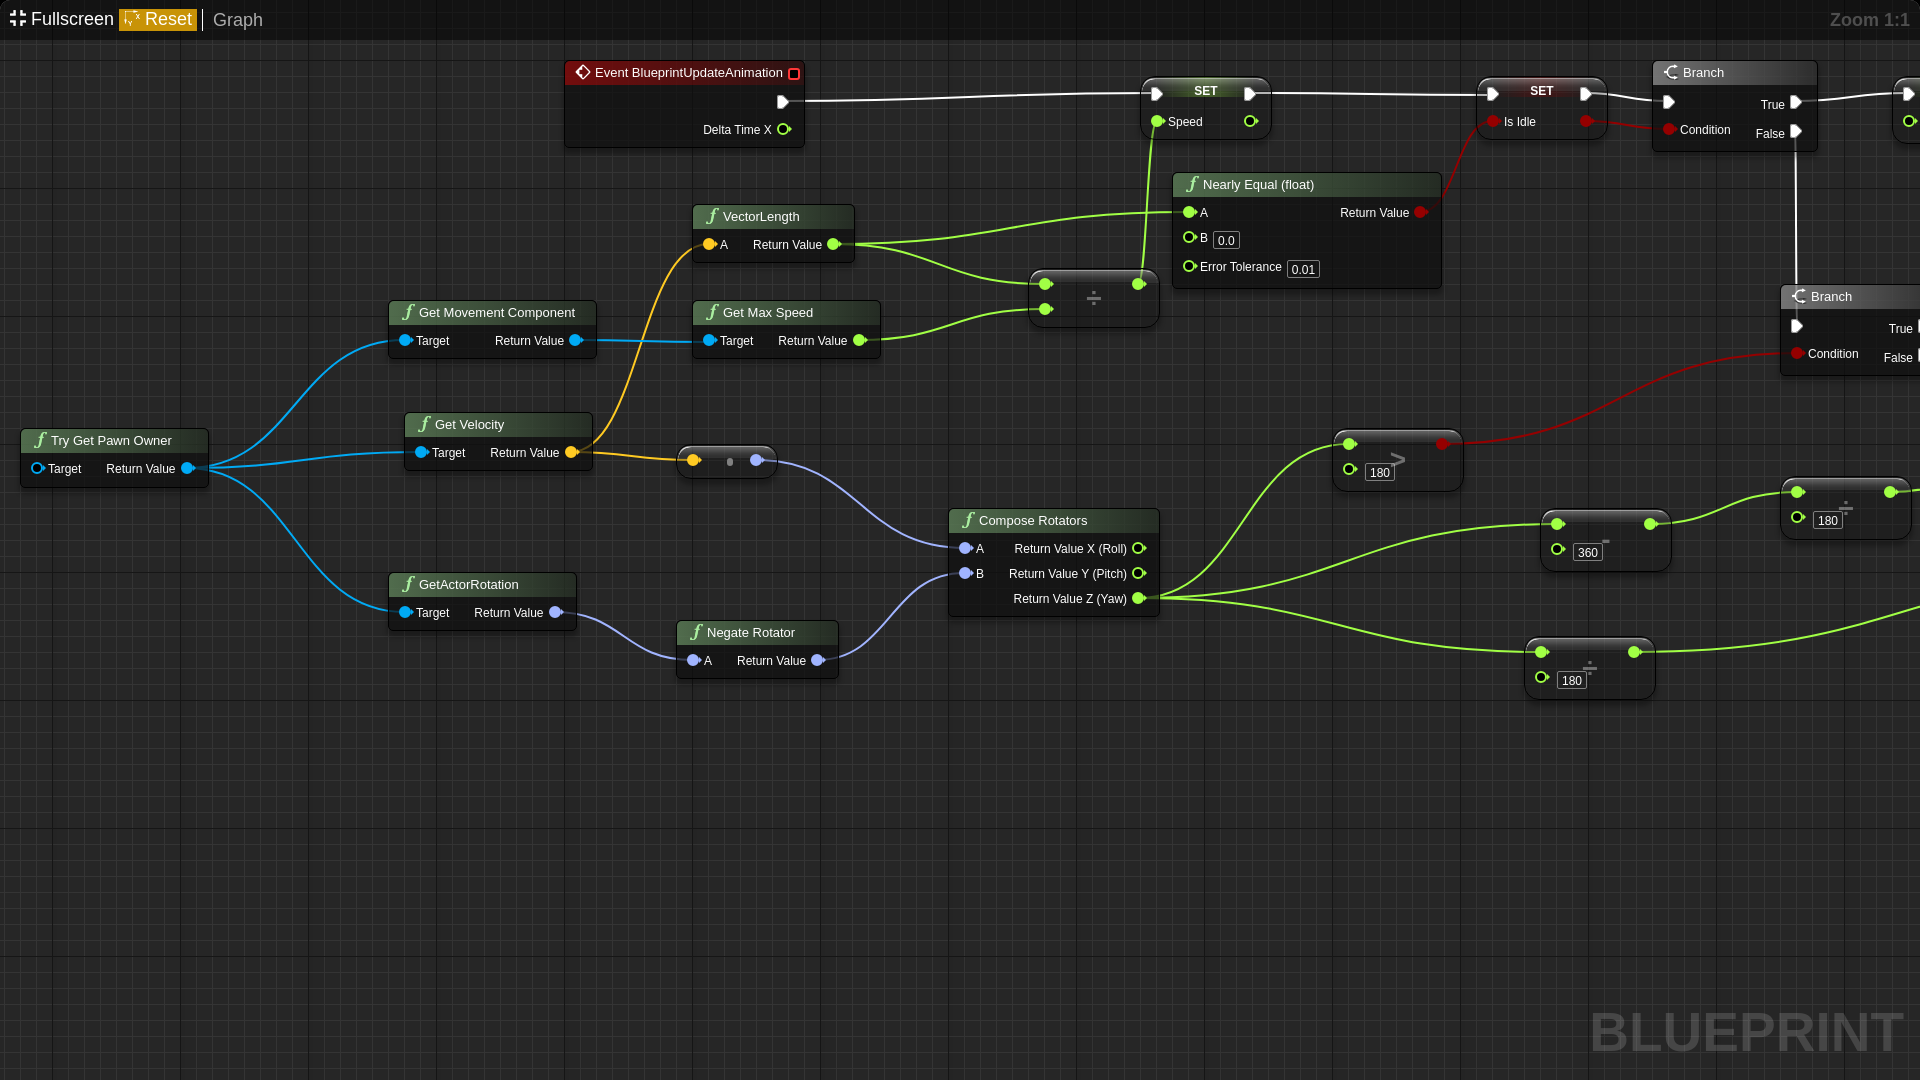 Fullscreen Reset Graph
Zoom 1:1
Event BlueprintUpdateAnimation
Delta Time X
SET
Speed
SET
Is Idle
Branch
True
Condition
False
Nearly Equal (float)
A
Return Value
B 0.0
Error Tolerance 0.01
VectorLength
A Return Value
÷
Get Movement Component
Target Return Value
Get Max Speed
Target Return Value
Branch
True
Condition
False
Try Get Pawn Owner
Target Return Value
Get Velocity
Target Return Value
>
180
÷
180
-
360
Compose Rotators
A Return Value X (Roll)
B Return Value Y (Pitch)
Return Value Z (Yaw)
GetActorRotation
Target Return Value
Negate Rotator
A Return Value
÷
180
BLUEPRINT